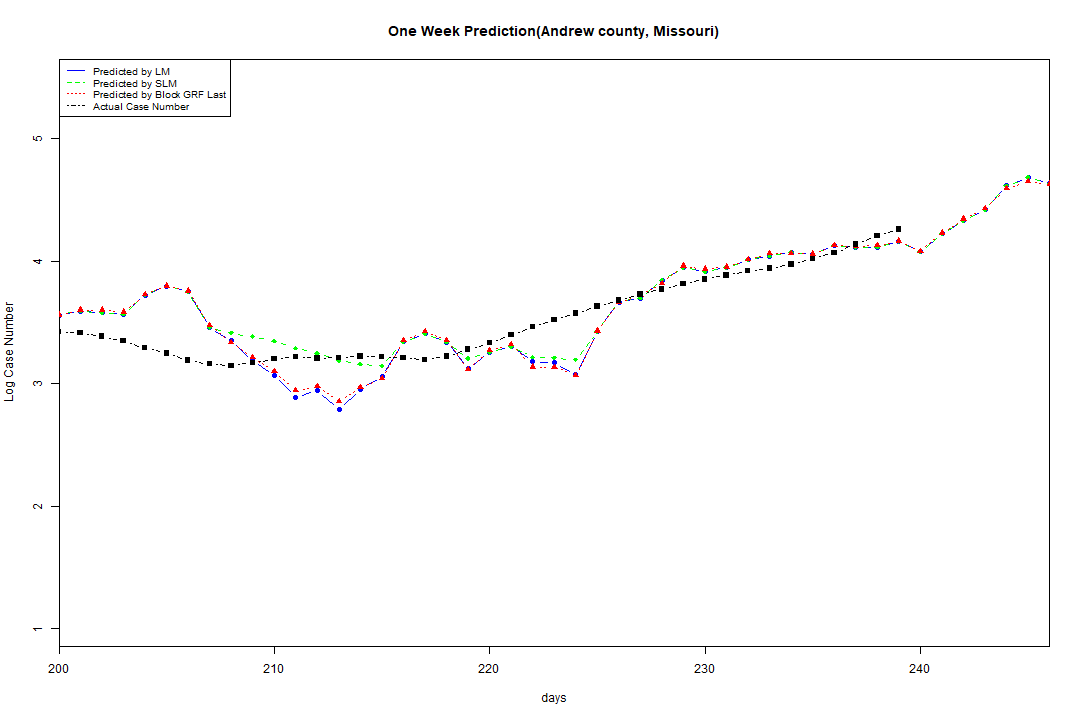 One Week Prediction(Andrew county, Missouri)
Predicted by LM
Predicted by SLM
Predicted by Block GRF Last
Actual Case Number
5
4
3
2
1
Log Case Number
200 210 220 230 240
days